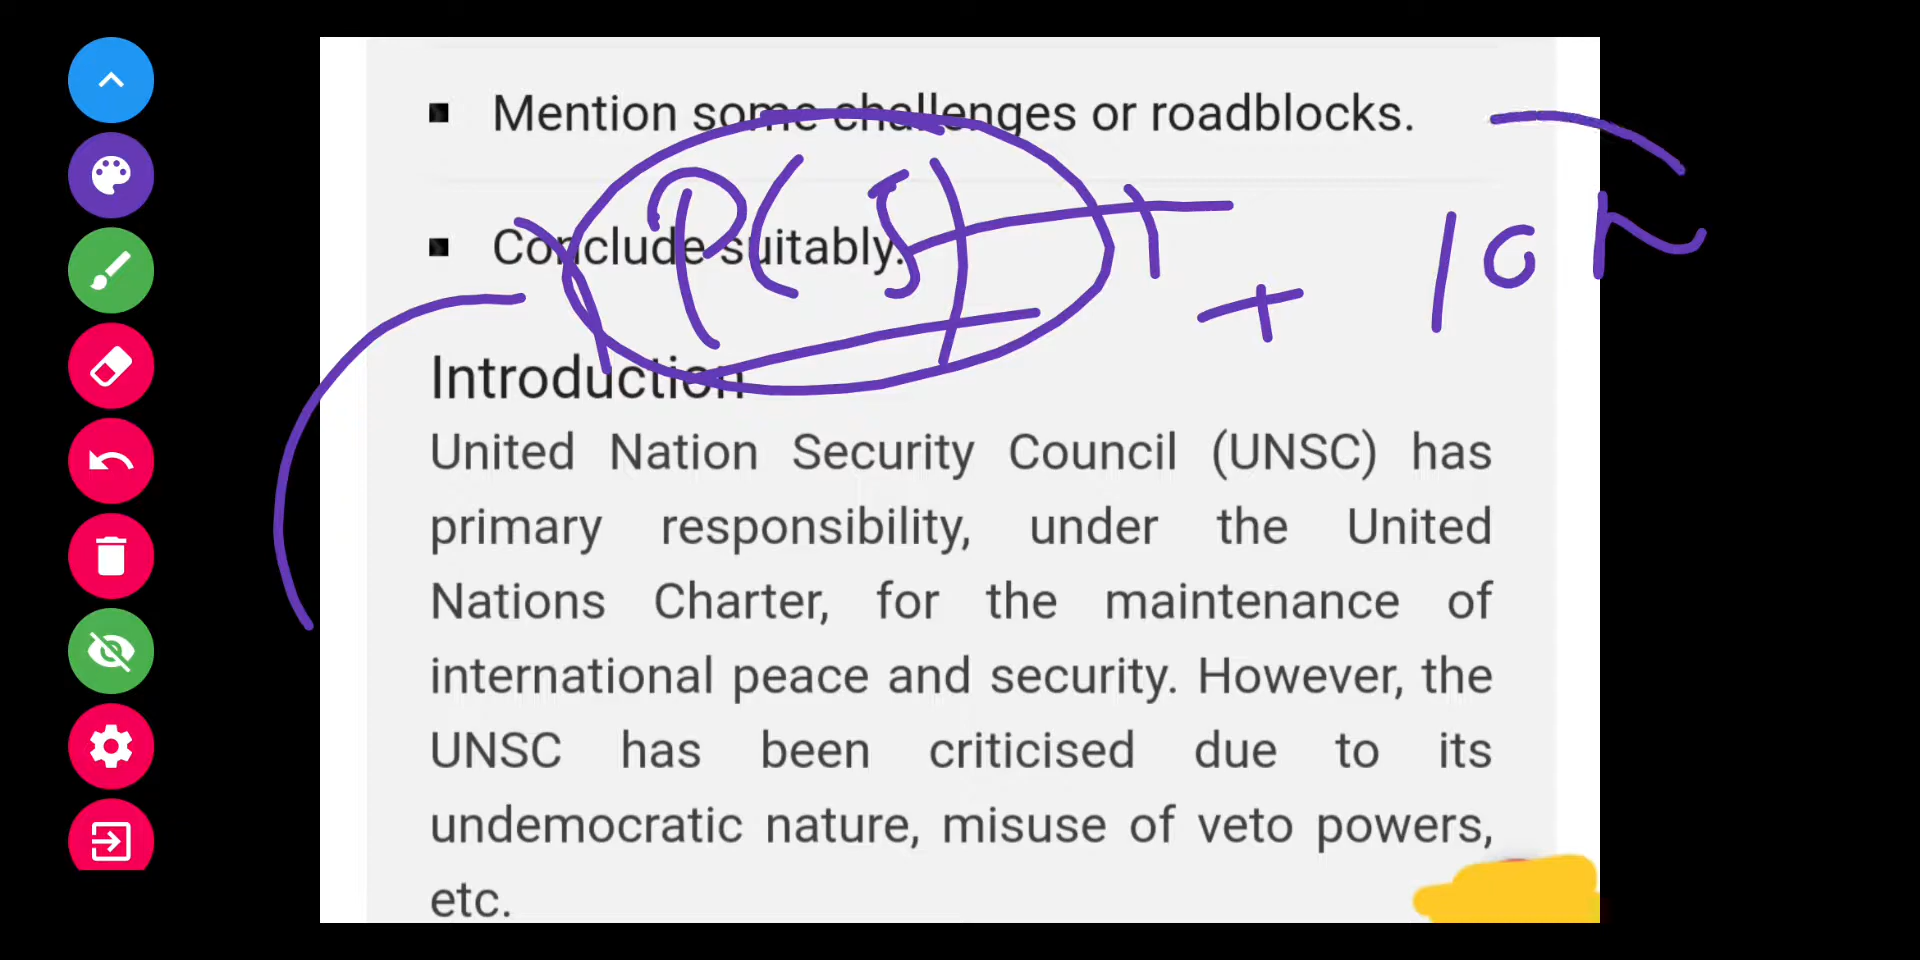 Mention some challenges or roadblocks.
P(5) + 10
Conclude suitably.
Introduction
United Nation Security Council (UNSC) has
primary responsibility, under the United
Nations Charter, for the maintenance of
international peace and security. However, the
UNSC has been criticised due to its
undemocratic nature, misuse of veto powers,
etc.